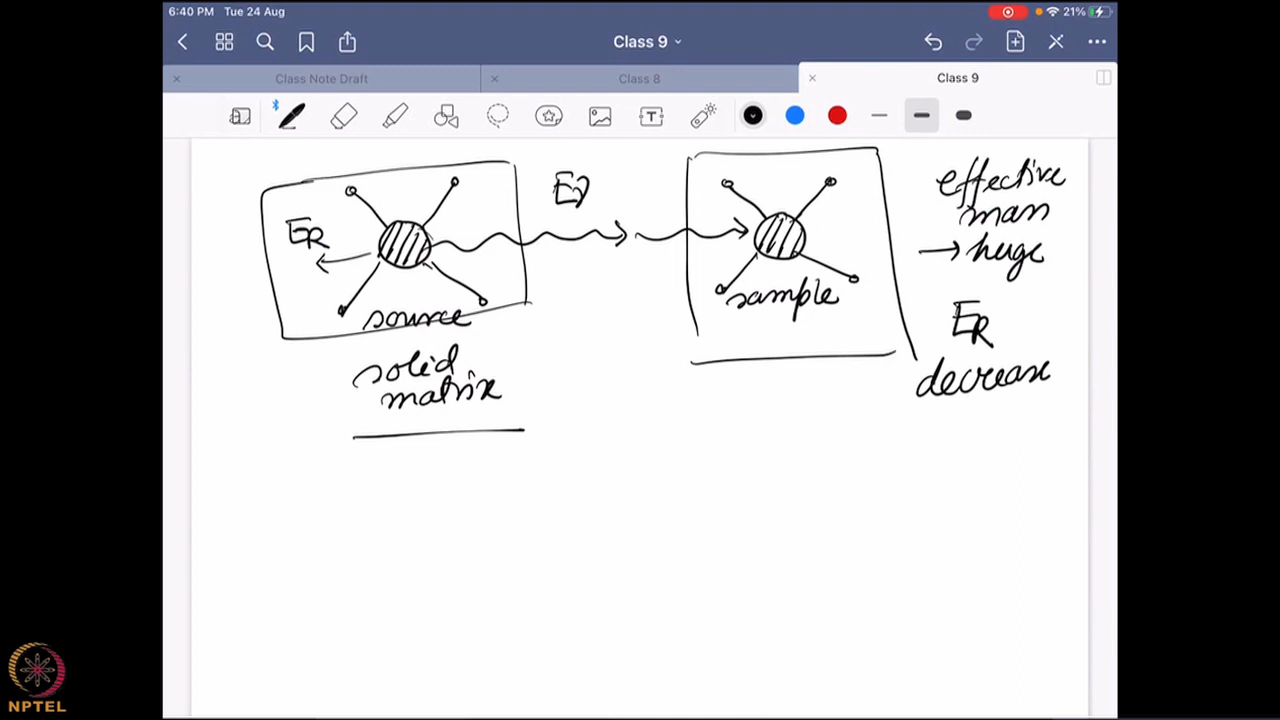 6:40 PM Tue 24 Aug
21%
Class 9
Class Note Draft
Class 8
Class 9
T
Eγ
ER
source
solid
matrix
sample
effective
mass
→ huge
ER
decrease
NPTEL